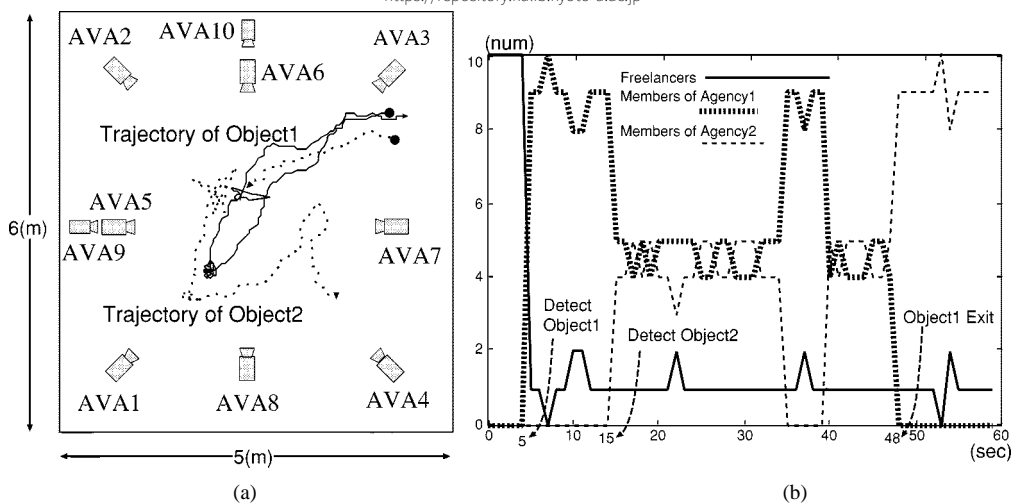 AVA10
AVA2
AVA3
AVA6
Trajectory of Object1
AVA5
AVA9
AVA7
6(m)
Trajectory of Object2
AVA1
AVA8
AVA4
5(m)
(a)
(num)
10
8
6
4
2
0
Freelancers
Members of Agency1
Members of Agency2
Detect
Object1
Detect Object2
Object1 Exit
0
5
10
15
20
30
40
48
50
60
(sec)
(b)